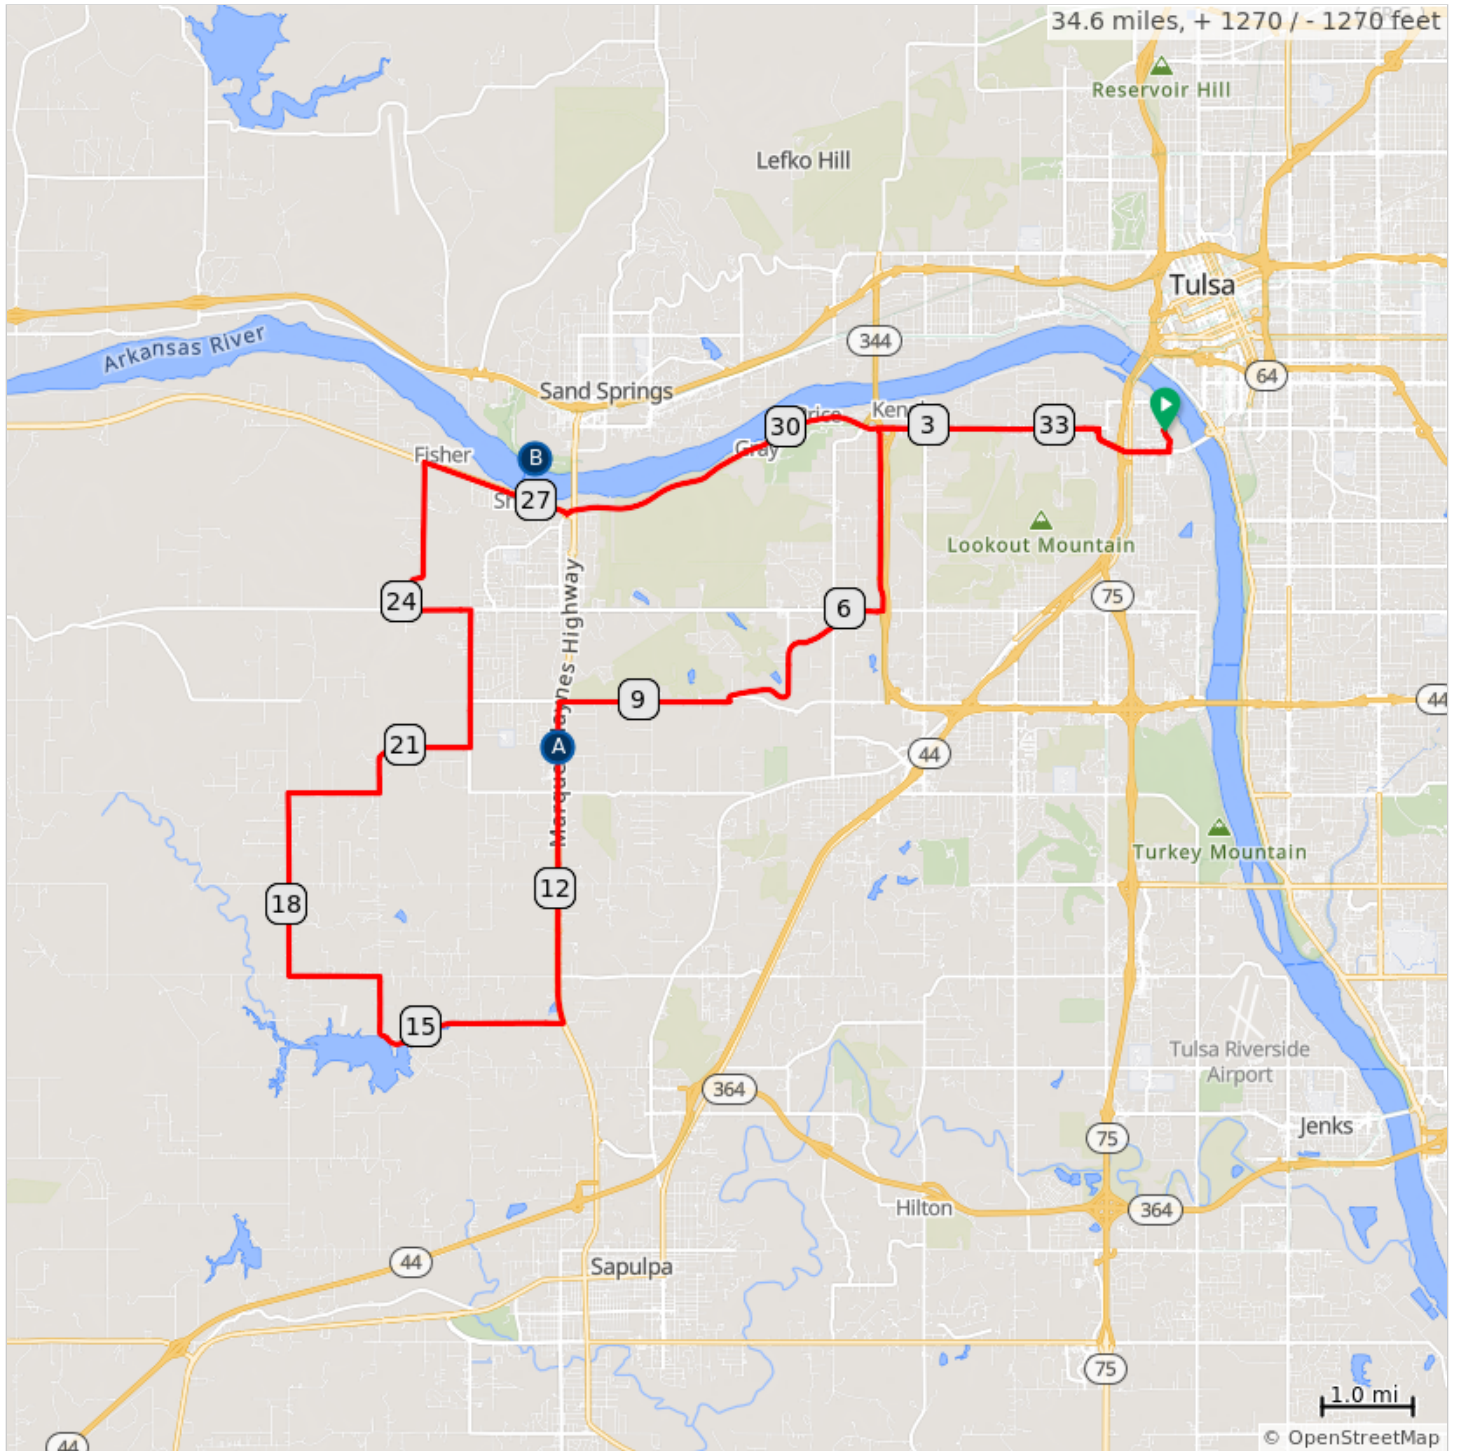 34.6 miles, + 1270 / - 1270 feet
Reservoir Hill
Lefko Hill
Tulsa
Arkansas River
344
64
Sand Springs
30
3
33
Fisher
B
27
Gray
Lookout Mountain
24
6
75
9
44
21
A
44
Turkey Mountain
18
12
15
Tulsa Riverside
Airport
364
Jenks
75
Hilton
364
44
Sapulpa
75
1.0 mi
44
© OpenStreetMap